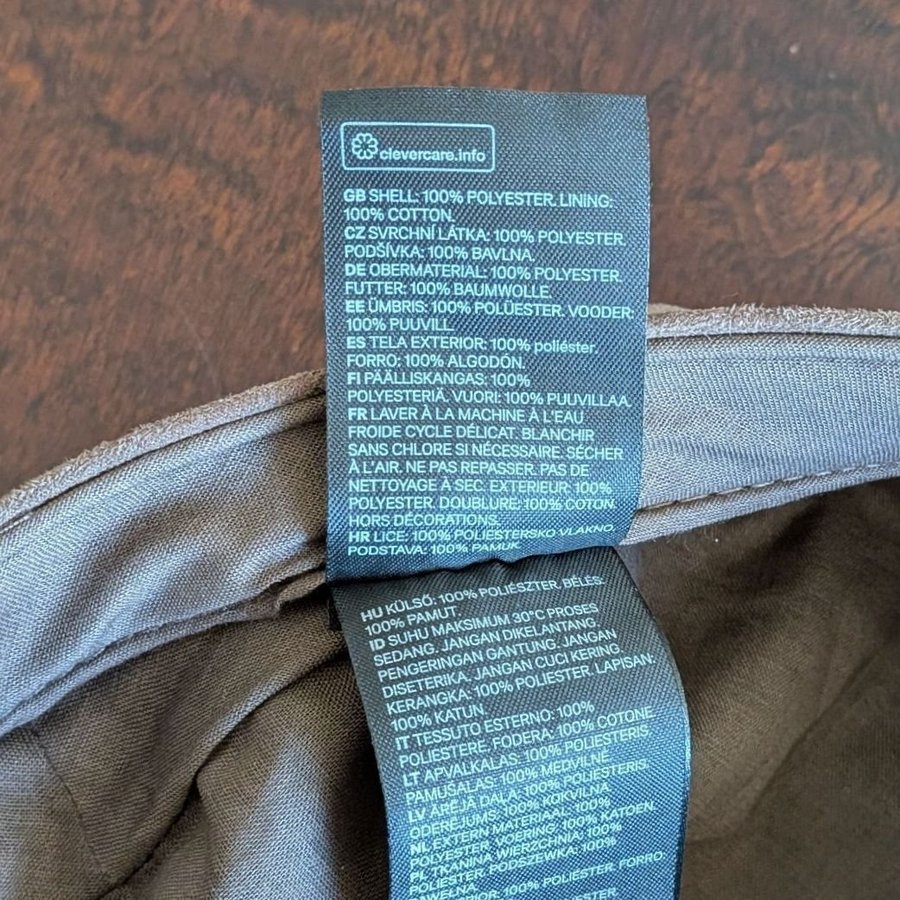 clevercare.info
GB SHELL: 100% POLYESTER. LINING:
100% COTTON.
CZ SVRCHNÍ LÁTKA: 100% POLYESTER.
PODŠÍVKA: 100% BAVLNA.
DE OBERMATERIAL: 100% POLYESTER.
FUTTER: 100% BAUMWOLLE
EE ÜMBRIS: 100% POLÜESTER. VOODER:
100% PUUVILL.
ES TELA EXTERIOR: 100% poliéster.
FORRO: 100% ALGODÓN.
FI PÄÄLLISKANGAS: 100%
POLYESTERIÄ. VUORI: 100% PUUVILLAA.
FR LAVER À LA MACHINE À L'EAU
FROIDE CYCLE DÉLICAT. BLANCHIR
SANS CHLORE SI NÉCESSAIRE. SÉCHER
À L'AIR. NE PAS REPASSER. PAS DE
NETTOYAGE À SEC. EXTERIEUR: 100%
POLYESTER. DOUBLURE: 100% COTON.
HORS DÉCORATIONS.
HR LICE: 100% POLIESTERSKO VLAKNO.
PODSTAVA: 100% PAMUK.
HU KÜLSŐ: 100% POLIÉSZTER. BÉLÉS:
100% PAMUT.
ID SUHU MAKSIMUM 30°C PROSES
SEDANG. JANGAN DIKELANTANG.
PENGERINGAN GANTUNG. JANGAN
DISETERIKA. JANGAN CUCI KERING.
KERANGKA: 100% POLIESTER. LAPISAN:
100% KATUN.
IT TESSUTO ESTERNO: 100%
POLIESTERE. FODERA: 100% COTONE
LT APVALKALAS: 100% POLIESTERIS
PAMUŠALAS: 100% MEDVILNĖ
LV ĀRĒJĀ DAĻA: 100% POLIESTERIS.
ODERĒJUMS: 100% KOKVILNA
NL EXTERN MATERIAAL: 100%
POLYESTER. VOERING: 100% KATOEN.
PL TKANINA WIERZCHNIA: 100%
POLIESTER. PODSZEWKA: 100%
BAWEŁNA
100% POLIÉSTER. FORRO: